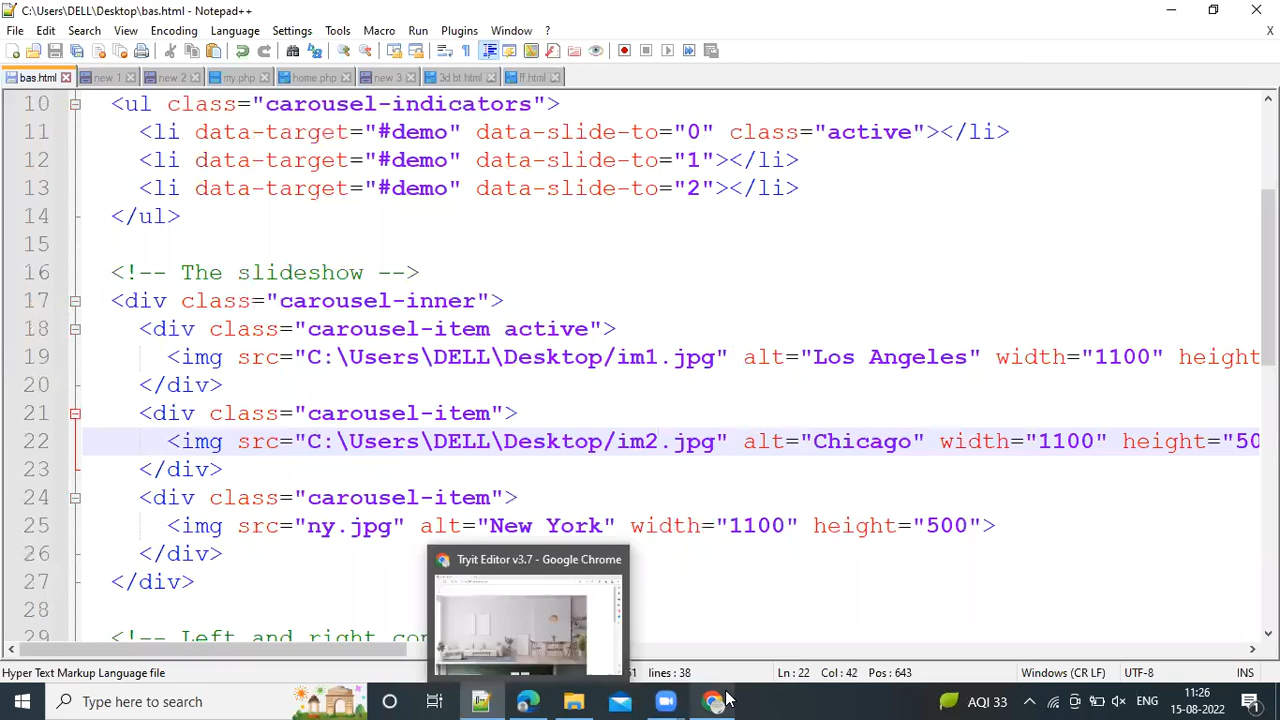 C:\Users\DELL\Desktop\bas.html - Notepad++
File Edit Search View Encoding Language Settings Tools Macro Run Plugins Window ? X
bas.html new 1 new 2 my.php home.php new 3 3d bt.html ff.html
10 <ul class="carousel-indicators">
11 <li data-target="#demo" data-slide-to="0" class="active"></li>
12 <li data-target="#demo" data-slide-to="1"></li>
13 <li data-target="#demo" data-slide-to="2"></li>
14 </ul>
15
16 <!-- The slideshow -->
17 <div class="carousel-inner">
18 <div class="carousel-item active">
19 <img src="C:\Users\DELL\Desktop/im1.jpg" alt="Los Angeles" width="1100" height
20 </div>
21 <div class="carousel-item">
22 <img src="C:\Users\DELL\Desktop/im2.jpg" alt="Chicago" width="1100" height="50
23 </div>
24 <div class="carousel-item">
25 <img src="ny.jpg" alt="New York" width="1100" height="500">
26 </div>
27 </div>
28
29 <!-- Left and right con
Tryit Editor v3.7 - Google Chrome
Hyper Text Markup Language file lines : 38 Ln : 22 Col : 42 Pos : 643 Windows (CR LF) UTF-8 INS
Type here to search AQI 33 ENG 11:26
15-08-2022